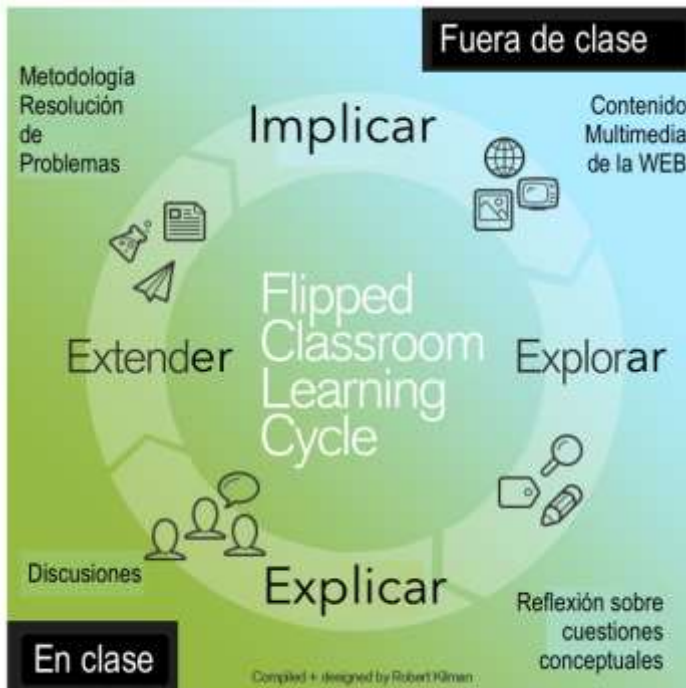 Fuera de clase
Metodología
Resolución
de
Problemas
Implicar
Contenido
Multimedia
de la WEB
Flipped
Classroom
Learning
Cycle
Extender
Explorar
Discusiones
Explicar
Reflexión sobre
cuestiones
conceptuales
En clase
Compiled + designed by Robert Kilman